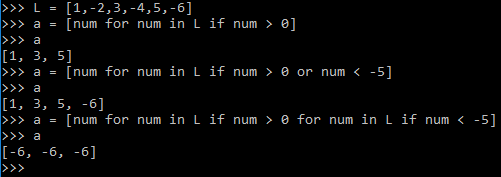 >>> L = [1,-2,3,-4,5,-6]
>>> a = [num for num in L if num > 0]
>>> a
[1, 3, 5]
>>> a = [num for num in L if num > 0 or num < -5]
>>> a
[1, 3, 5, -6]
>>> a = [num for num in L if num > 0 for num in L if num < -5]
>>> a
[-6, -6, -6]
>>>